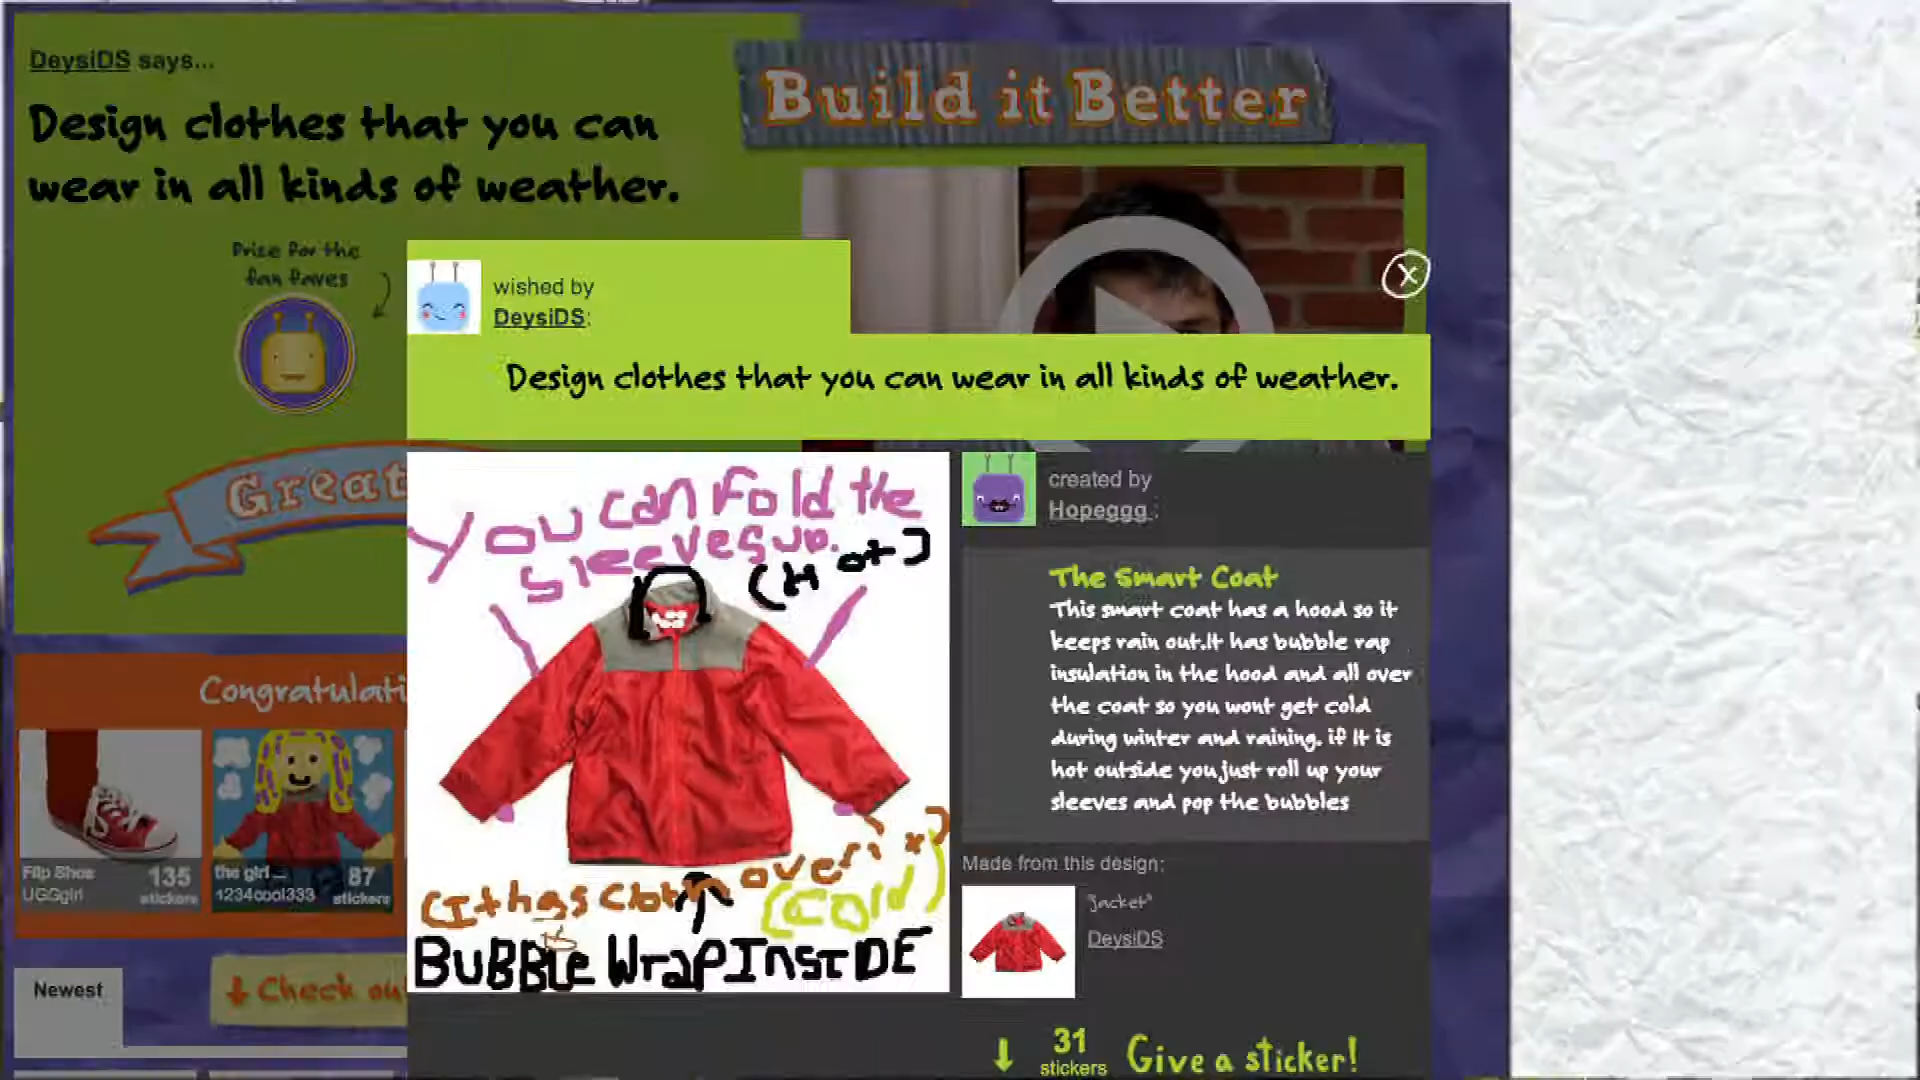 DeysiDS says...
Design clothes that you can
wear in all kinds of weather.
Prize for the
fan faves
Build it Better
wished by
DeysiDS:
Design clothes that you can wear in all kinds of weather.
X
Great
You can Fold the
sleeves up.
(Hot)
(It has cloth over it)
(Cold)
BUBBLe WraPInsIDE
created by
Hopeggg :
The Smart Coat
This smart coat has a hood so it
keeps rain out.It has bubble rap
insulation in the hood and all over
the coat so you wont get cold
during winter and raining. if it is
hot outside you just roll up your
sleeves and pop the bubbles
Made from this design:
"jacket"
DeysiDS
31
stickers
Give a sticker!
Congratulati
Flip Shoe
UGGgirl
135
stickers
the girl ...
1234cool333
87
stickers
Newest
Check ou